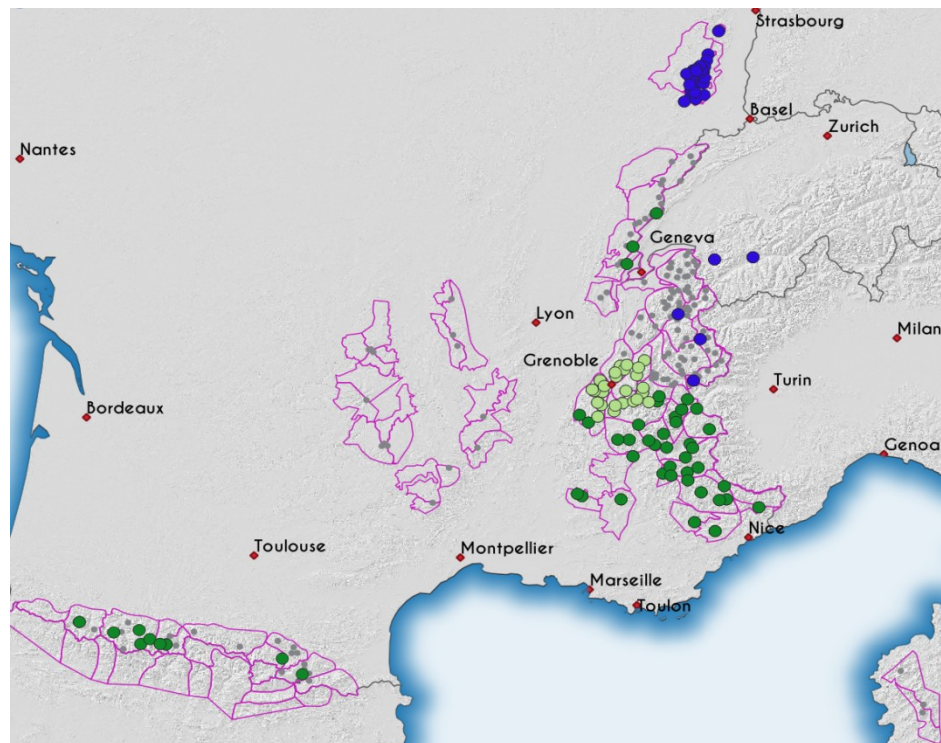 Strasbourg
Basel
Zurich
Nantes
Geneva
Lyon
Milan
Grenoble
Turin
Bordeaux
Genoa
Nice
Toulouse
Montpellier
Marseille
Toulon